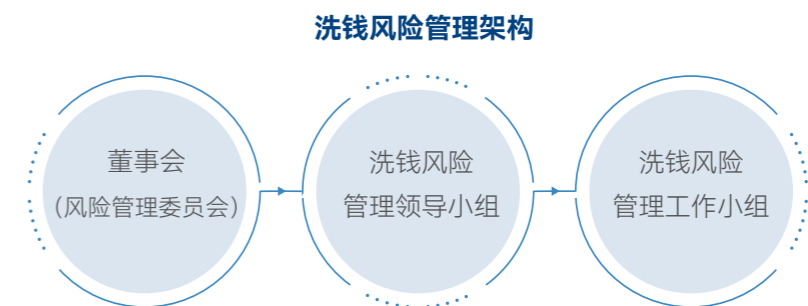 洗钱风险管理架构
董事会
（风险管理委员会）
洗钱风险
管理领导小组
洗钱风险
管理工作小组